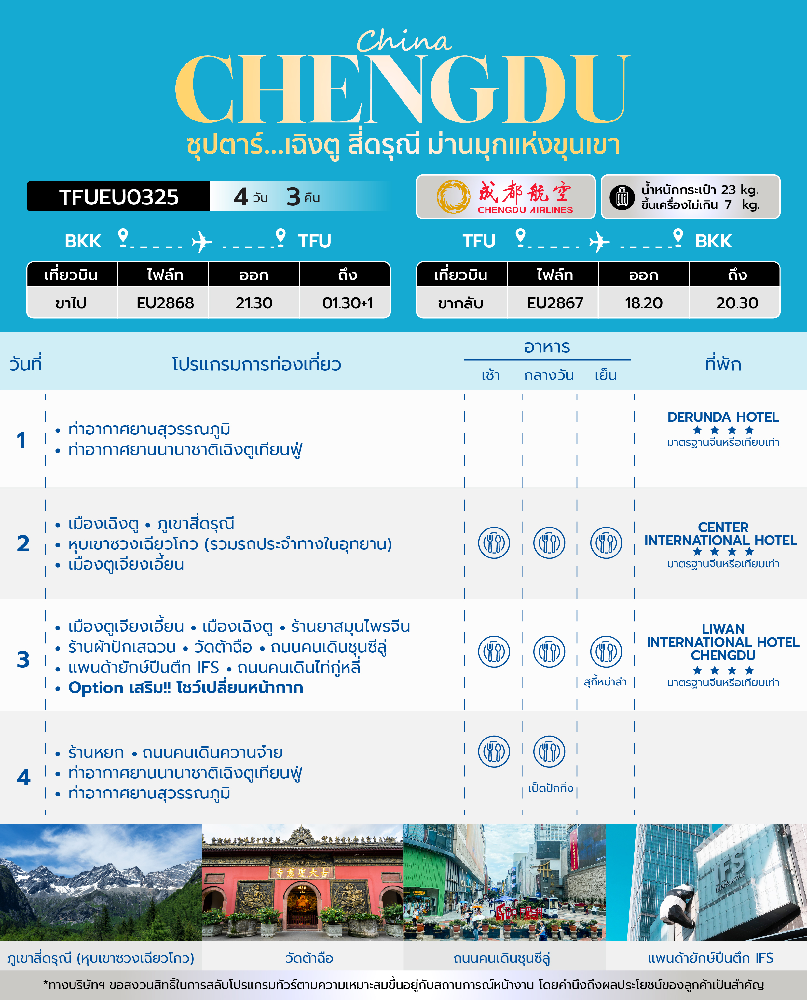 China
CHENGDU
ซุปตาร์...เฉิงตู สี่ดรุณี ม่านมุกแห่งขุนเขา
TFUEU0325
4 วัน 3 คืน
成都航空
CHENGDU AIRLINES
น้ำหนักกระเป๋า 23 kg.
ขึ้นเครื่องไม่เกิน 7 kg.
BKK TFU
เที่ยวบิน ไฟล์ท ออก ถึง
ขาไป EU2868 21.30 01.30+1
TFU BKK
เที่ยวบิน ไฟล์ท ออก ถึง
ขากลับ EU2867 18.20 20.30
วันที่ โปรแกรมการท่องเที่ยว อาหาร ที่พัก
เช้า กลางวัน เย็น
1
• ท่าอากาศยานสุวรรณภูมิ
• ท่าอากาศยานนานาชาติเฉิงตูเทียนฟู่
DERUNDA HOTEL
★ ★ ★ ★
มาตรฐานจีนหรือเทียบเท่า
2
• เมืองเฉิงตู • ภูเขาสี่ดรุณี
• หุบเขาซวงเฉียวโกว (รวมรถประจำทางในอุทยาน)
• เมืองตูเจียงเอี้ยน
CENTER
INTERNATIONAL HOTEL
★ ★ ★ ★
มาตรฐานจีนหรือเทียบเท่า
3
• เมืองตูเจียงเอี้ยน • เมืองเฉิงตู • ร้านยาสมุนไพรจีน
• ร้านผ้าปักเสฉวน • วัดต้าฉือ • ถนนคนเดินชุนซีลู่
• แพนด้ายักษ์ปีนตึก IFS • ถนนคนเดินไท่กู่หลี่
• Option เสริม!! โชว์เปลี่ยนหน้ากาก
สุกี้หม่าล่า
LIWAN
INTERNATIONAL HOTEL
CHENGDU
★ ★ ★ ★
มาตรฐานจีนหรือเทียบเท่า
4
• ร้านหยก • ถนนคนเดินควานจ๋าย
• ท่าอากาศยานนานาชาติเฉิงตูเทียนฟู่
• ท่าอากาศยานสุวรรณภูมิ
เป็ดปักกิ่ง
寺慈聖大古
IFS
ภูเขาสี่ดรุณี (หุบเขาซวงเฉียวโกว)
วัดต้าฉือ
ถนนคนเดินชุนซีลู่
แพนด้ายักษ์ปีนตึก IFS
*ทางบริษัทฯ ขอสงวนสิทธิ์ในการสลับโปรแกรมทัวร์ตามความเหมาะสมขึ้นอยู่กับสถานการณ์หน้างาน โดยคำนึงถึงผลประโยชน์ของลูกค้าเป็นสำคัญ